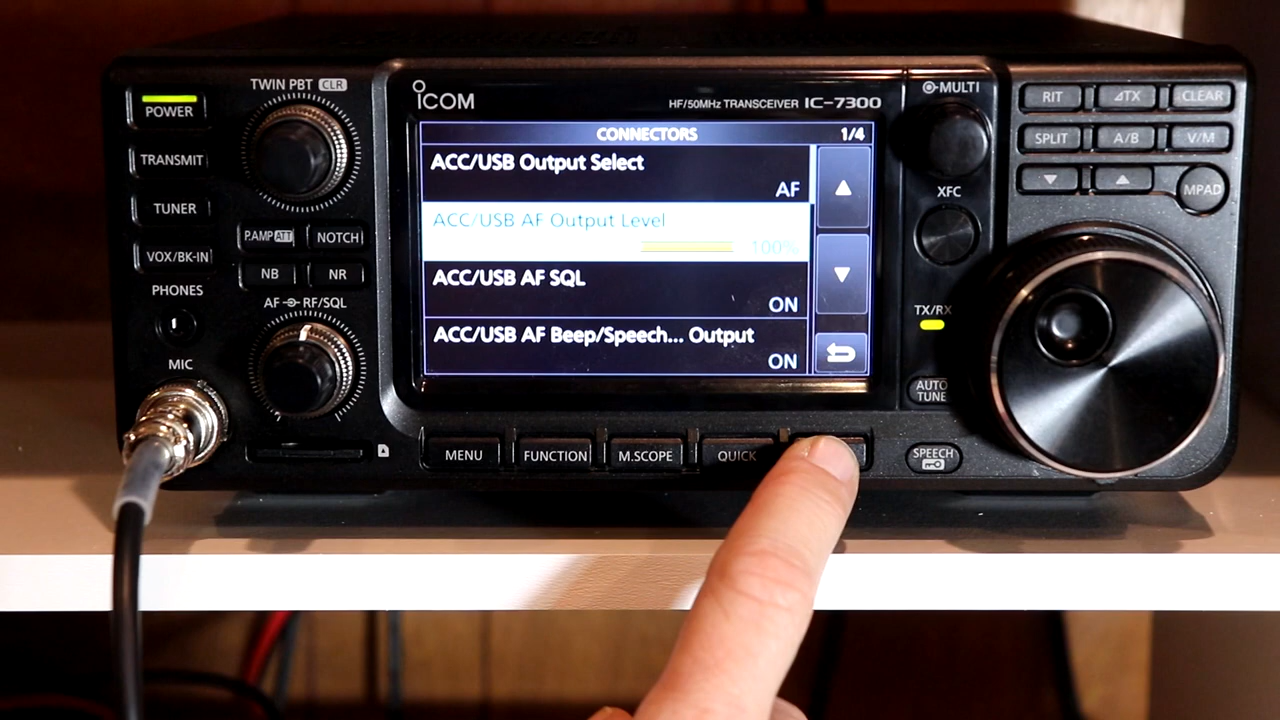 POWER
TRANSMIT
TUNER
VOX/BK-IN
PHONES
MIC
TWIN PBT CLR
P.AMP ATT
NOTCH
NB
NR
AF RF/SQL
ICOM
HF/50MHz TRANSCEIVER IC-7300
CONNECTORS 1/4
ACC/USB Output Select
AF
ACC/USB AF Output Level
100%
ACC/USB AF SQL
ON
ACC/USB AF Beep/Speech... Output
ON
MENU
FUNCTION
M.SCOPE
QUICK
MULTI
XFC
TX/RX
AUTO
TUNE
SPEECH
RIT
⊿TX
CLEAR
SPLIT
A/B
V/M
MPAD